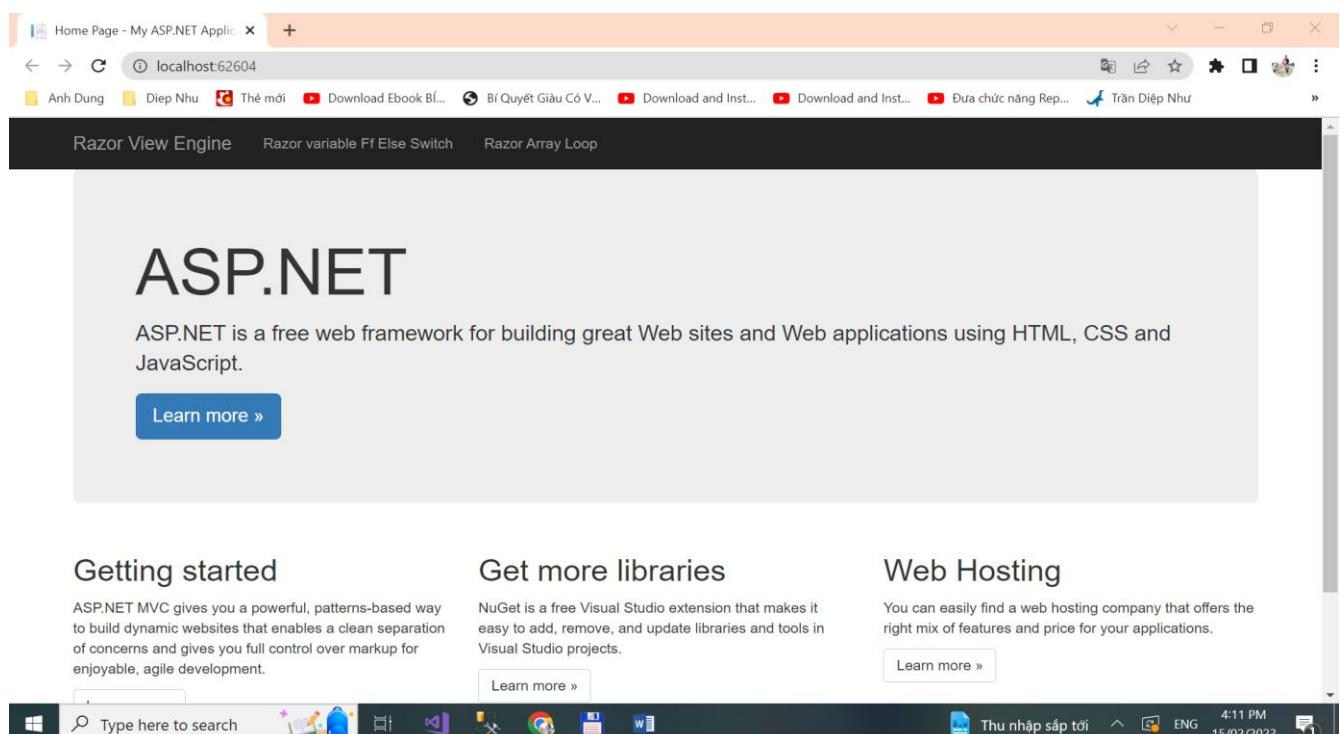 Home Page - My ASP.NET Applic
localhost:62604
Anh Dung Diep Nhu Thẻ mới Download Ebook BÍ... Bí Quyết Giàu Có V... Download and Inst... Download and Inst... Đưa chức năng Rep... Trần Diệp Như »
Razor View Engine Razor variable Ff Else Switch Razor Array Loop
ASP.NET
ASP.NET is a free web framework for building great Web sites and Web applications using HTML, CSS and
JavaScript.
Learn more »
Getting started
ASP.NET MVC gives you a powerful, patterns-based way
to build dynamic websites that enables a clean separation
of concerns and gives you full control over markup for
enjoyable, agile development.
Get more libraries
NuGet is a free Visual Studio extension that makes it
easy to add, remove, and update libraries and tools in
Visual Studio projects.
Learn more »
Web Hosting
You can easily find a web hosting company that offers the
right mix of features and price for your applications.
Learn more »
Type here to search
Thu nhập sắp tới ENG 4:11 PM
15/02/2023